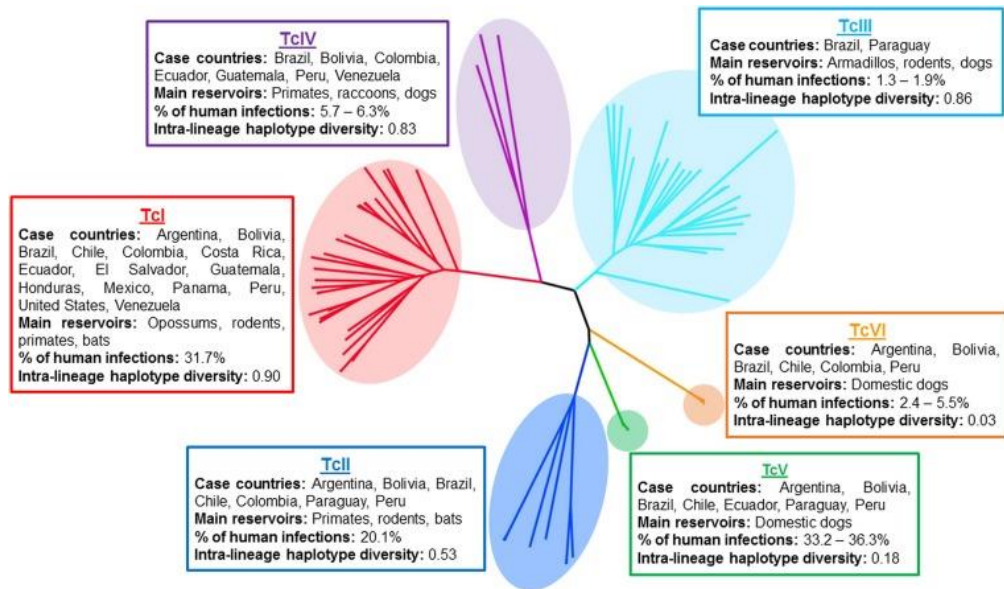 TcIV
Case countries: Brazil, Bolivia, Colombia,
Ecuador, Guatemala, Peru, Venezuela
Main reservoirs: Primates, raccoons, dogs
% of human infections: 5.7 – 6.3%
Intra-lineage haplotype diversity: 0.83
TcIII
Case countries: Brazil, Paraguay
Main reservoirs: Armadillos, rodents, dogs
% of human infections: 1.3 – 1.9%
Intra-lineage haplotype diversity: 0.86
TcI
Case countries: Argentina, Bolivia,
Brazil, Chile, Colombia, Costa Rica,
Ecuador, El Salvador, Guatemala,
Honduras, Mexico, Panama, Peru,
United States, Venezuela
Main reservoirs: Opossums, rodents,
primates, bats
% of human infections: 31.7%
Intra-lineage haplotype diversity: 0.90
TcVI
Case countries: Argentina, Bolivia,
Brazil, Chile, Colombia, Peru
Main reservoirs: Domestic dogs
% of human infections: 2.4 – 5.5%
Intra-lineage haplotype diversity: 0.03
TcII
Case countries: Argentina, Bolivia, Brazil,
Chile, Colombia, Paraguay, Peru
Main reservoirs: Primates, rodents, bats
% of human infections: 20.1%
Intra-lineage haplotype diversity: 0.53
TcV
Case countries: Argentina, Bolivia,
Brazil, Chile, Ecuador, Paraguay, Peru
Main reservoirs: Domestic dogs
% of human infections: 33.2 – 36.3%
Intra-lineage haplotype diversity: 0.18